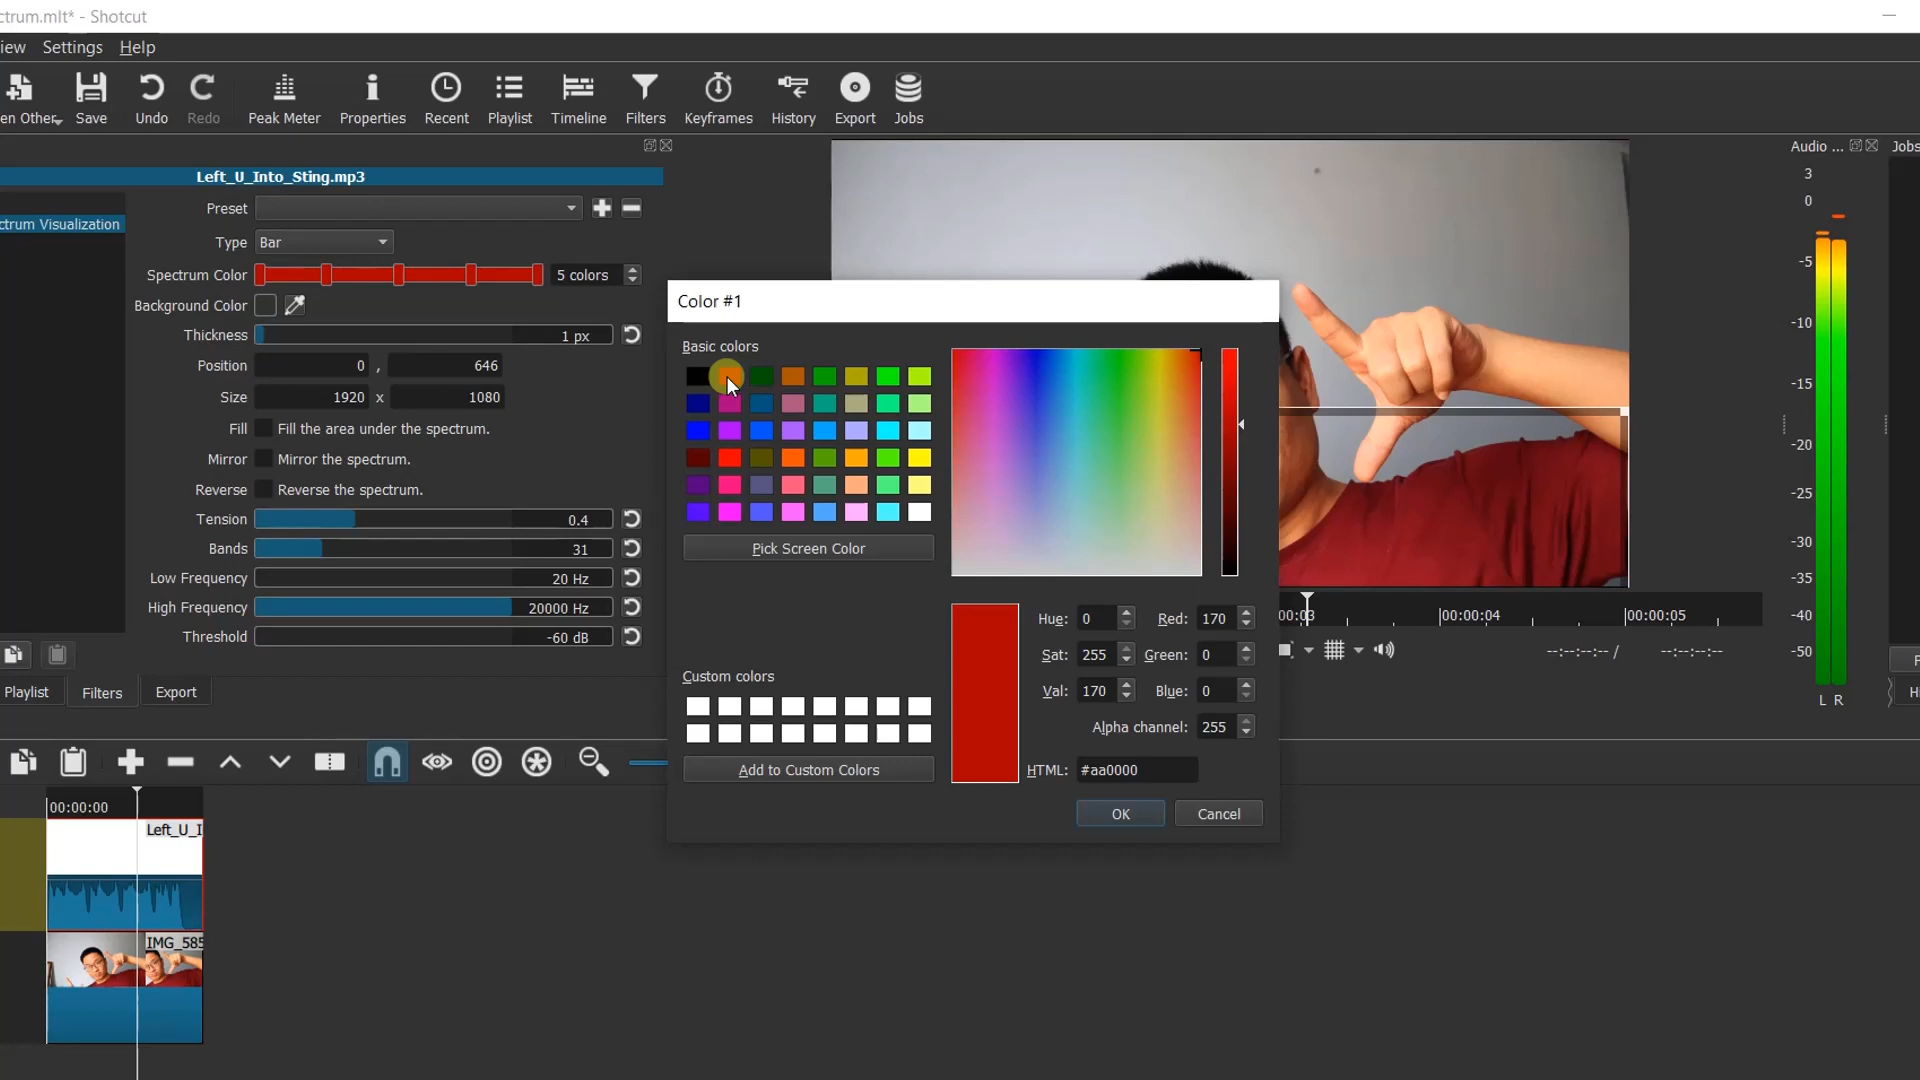 ctrum.mlt* - Shotcut
iew Settings Help
en Other Save Undo Redo Peak Meter Properties Recent Playlist Timeline Filters Keyframes History Export Jobs
Audio ... Jobs
Left_U_Into_Sting.mp3
Preset
ctrum Visualization
Type Bar
Spectrum Color 5 colors
Background Color
Thickness 1 px
Position 0 , 646
Size 1920 x 1080
Fill Fill the area under the spectrum.
Mirror Mirror the spectrum.
Reverse Reverse the spectrum.
Tension 0.4
Bands 31
Low Frequency 20 Hz
High Frequency 20000 Hz
Threshold -60 dB
Playlist Filters Export
Color #1
Basic colors
Pick Screen Color
Custom colors
Add to Custom Colors
Hue: 0 Red: 170
Sat: 255 Green: 0
Val: 170 Blue: 0
Alpha channel: 255
HTML: #aa0000
OK Cancel
3
0
-5
-10
-15
-20
-25
-30
-35
-40
-50
L R
00:03 00:00:04 00:00:05
--:--:--:-- / --:--:--:--
F
Hi
00:00:00
Left_U_I
IMG_585